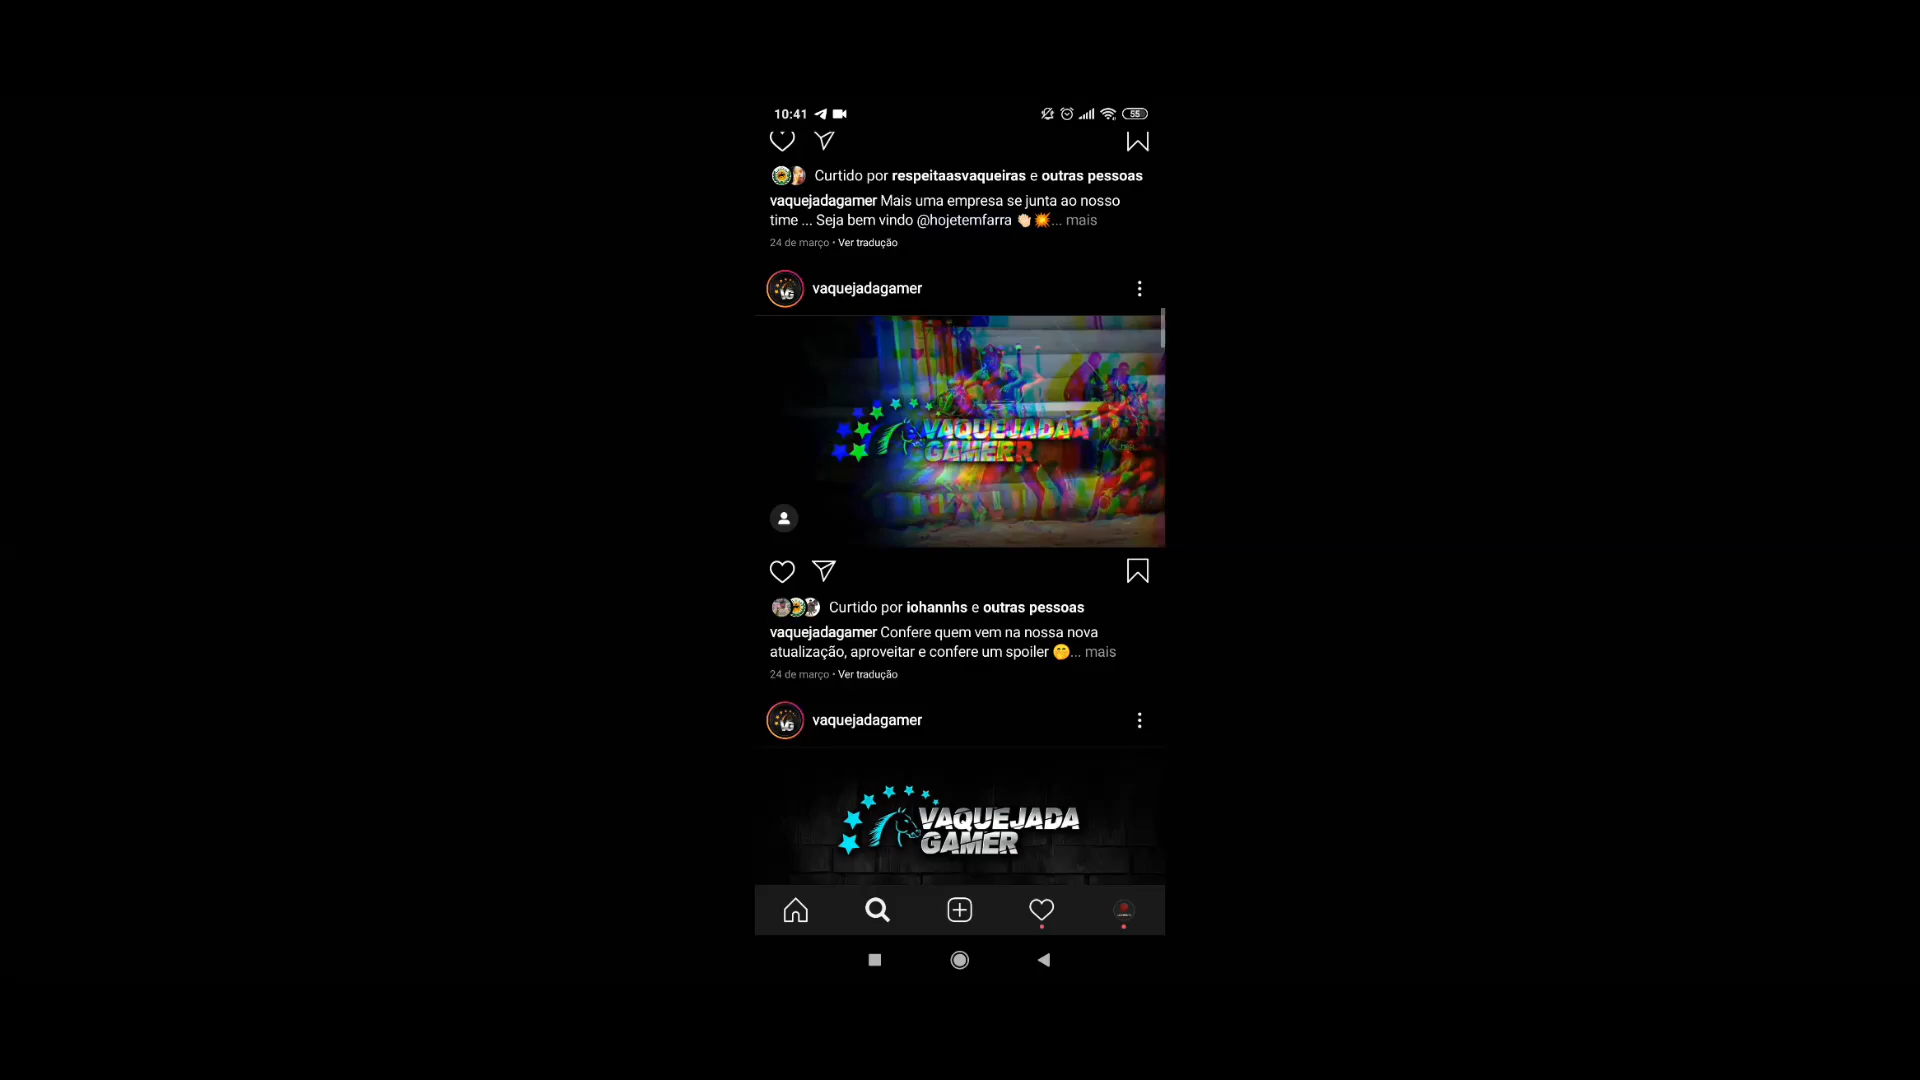 10:41
55
Curtido por respeitaasvaqueiras e outras pessoas
vaquejadagamer Mais uma empresa se junta ao nosso
time ... Seja bem vindo @hojetemfarra 👏🏻💥... mais
24 de março • Ver tradução
vaquejadagamer
VAQUEJADA
GAMER
Curtido por iohannhs e outras pessoas
vaquejadagamer Confere quem vem na nossa nova
atualização, aproveitar e confere um spoiler 🤭... mais
24 de março • Ver tradução
vaquejadagamer
VAQUEJADA
GAMER